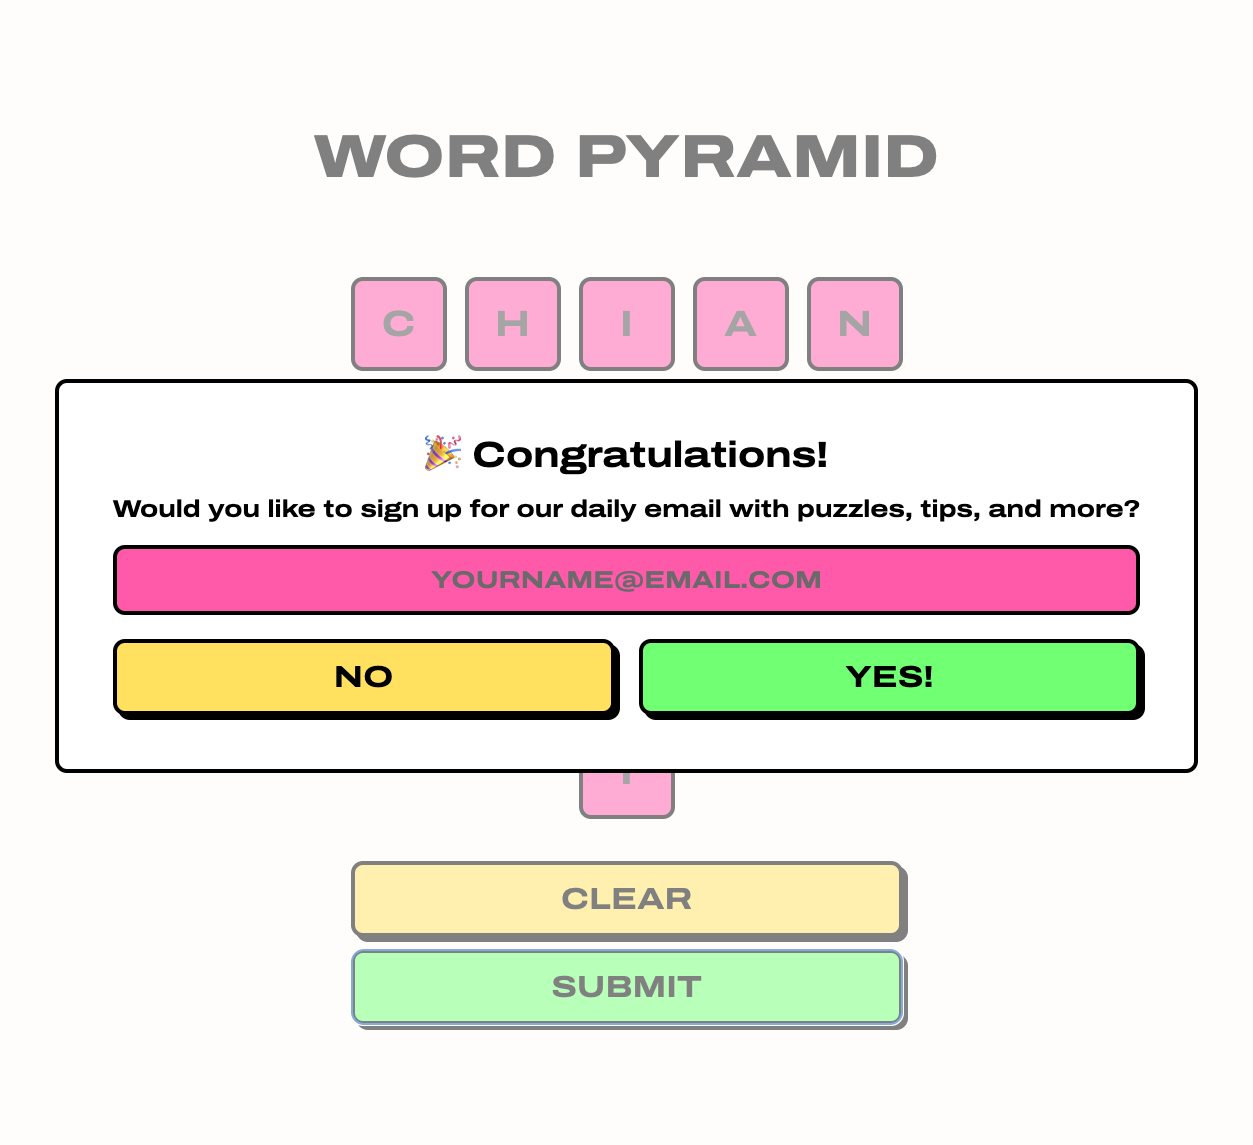 WORD PYRAMID
C H I A N
🎉 Congratulations!
Would you like to sign up for our daily email with puzzles, tips, and more?
YOURNAME@EMAIL.COM
NO YES!
CLEAR
SUBMIT